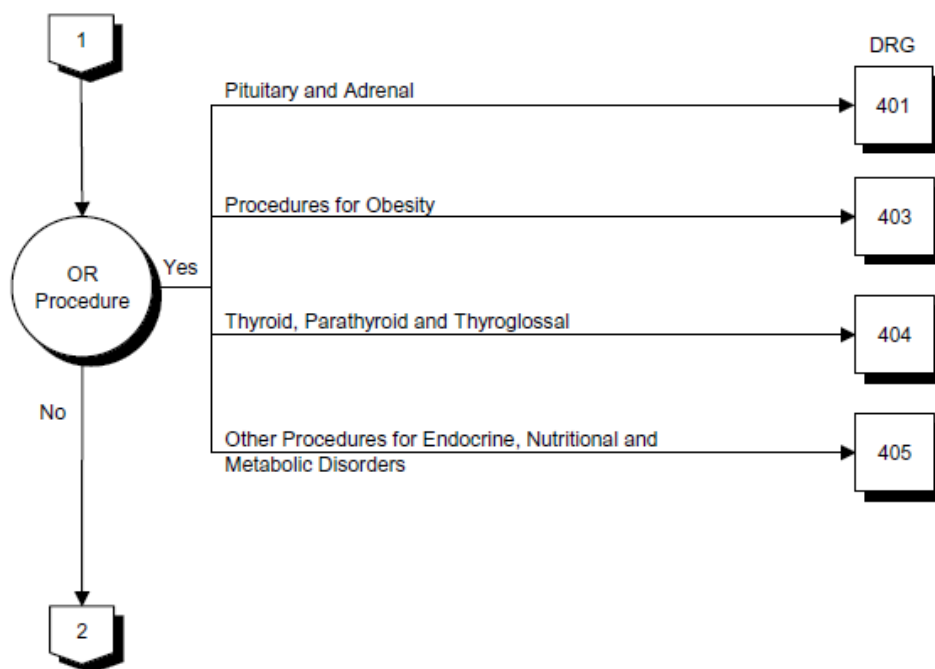 1
DRG
Pituitary and Adrenal
401
Procedures for Obesity
403
Yes
OR
Procedure
Thyroid, Parathyroid and Thyroglossal
404
No
Other Procedures for Endocrine, Nutritional and
Metabolic Disorders
405
2